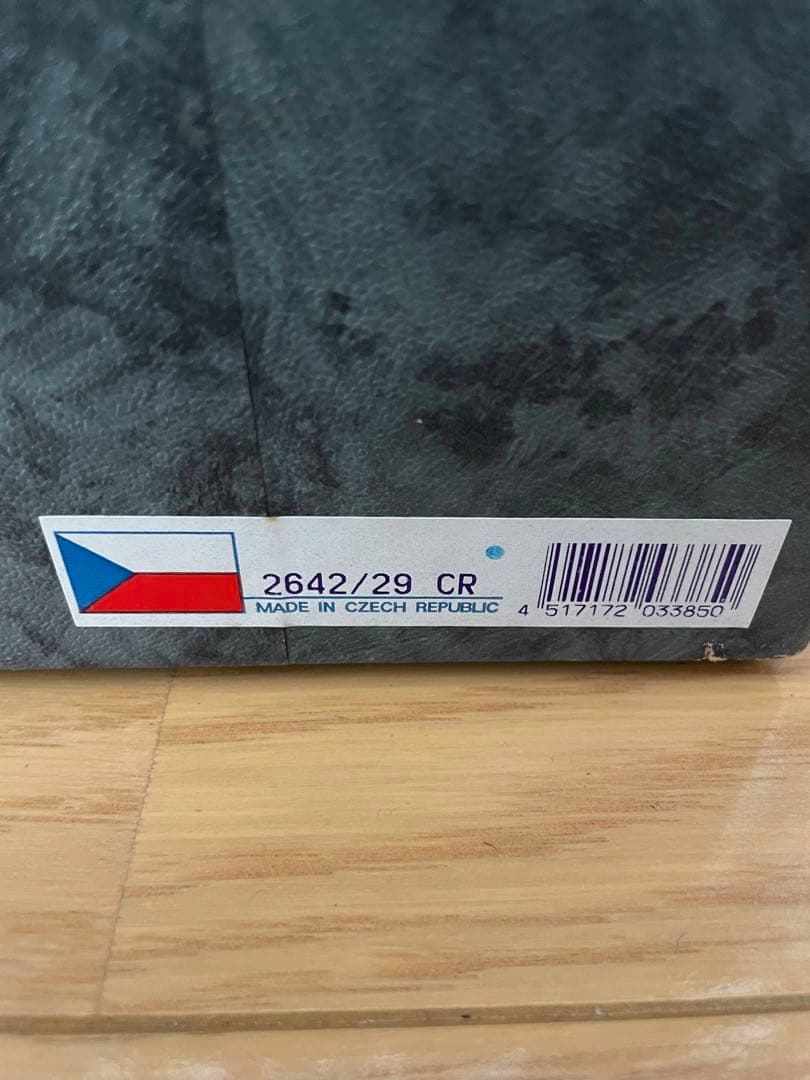 2642/29 CR
MADE IN CZECH REPUBLIC
4 517172 033850